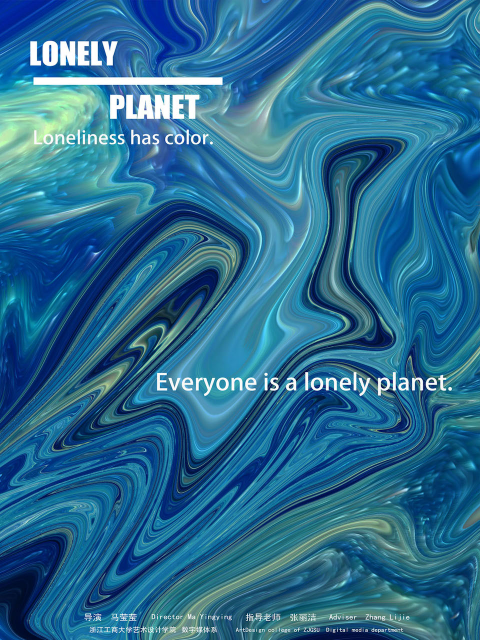 LONELY
PLANET
Loneliness has color.
Everyone is a lonely planet.
导演 马莹莹 Director Ma Yingying 指导老师 张丽洁 Adviser Zhang Lijie
浙江工商大学艺术设计学院 数字媒体系 ArtDesign college of ZJGSU Digital media department